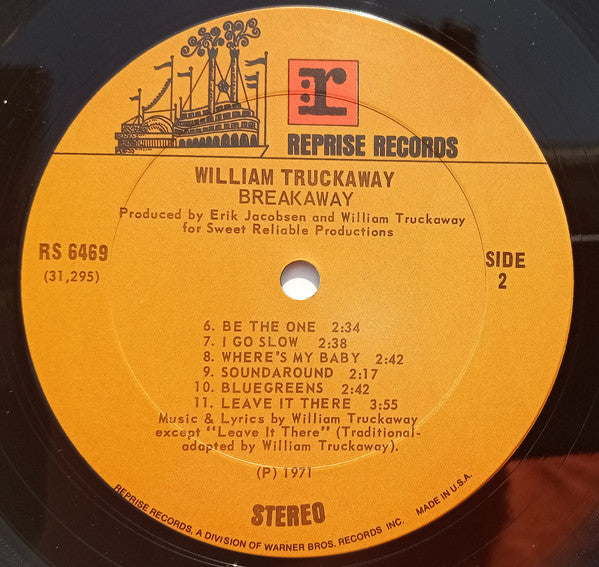 r
REPRISE RECORDS
WILLIAM TRUCKAWAY
BREAKAWAY
Produced by Erik Jacobsen and William Truckaway
for Sweet Reliable Productions
RS 6469
(31,295)
SIDE
2
6. BE THE ONE 2:34
7. I GO SLOW 2:38
8. WHERE'S MY BABY 2:42
9. SOUNDAROUND 2:17
10. BLUEGREENS 2:42
11. LEAVE IT THERE 3:55
Music & Lyrics by William Truckaway
except "Leave It There" (Traditional-
adapted by William Truckaway).
(P) 1971
STEREO
REPRISE RECORDS, A DIVISION OF WARNER BROS. RECORDS INC. MADE IN U.S.A.